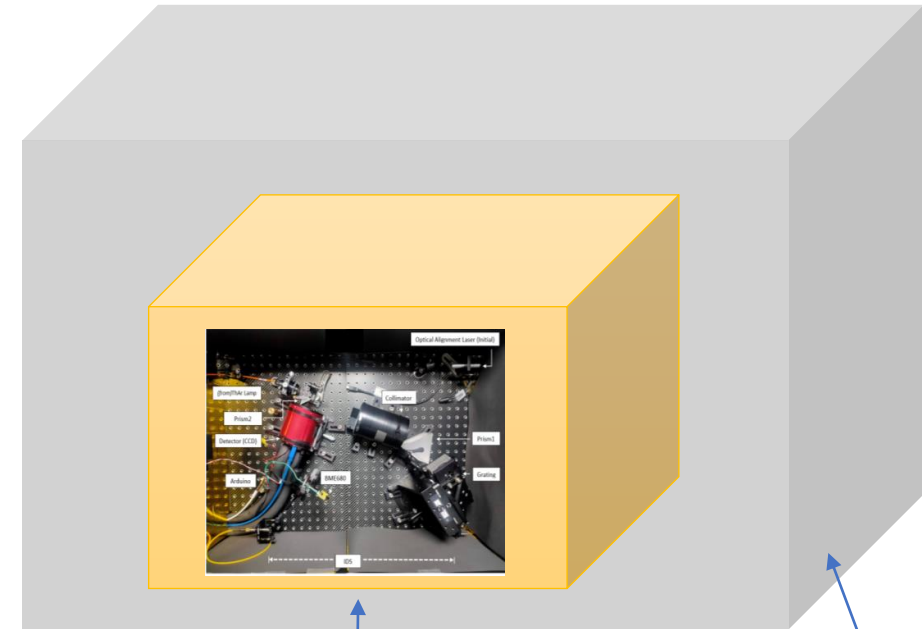 Optical Alignment Laser (Initial)
(from)ThAr Lamp
Collimator
Prism2
Detector (CCD)
Prism1
Grating
Arduino
BME680
IDS